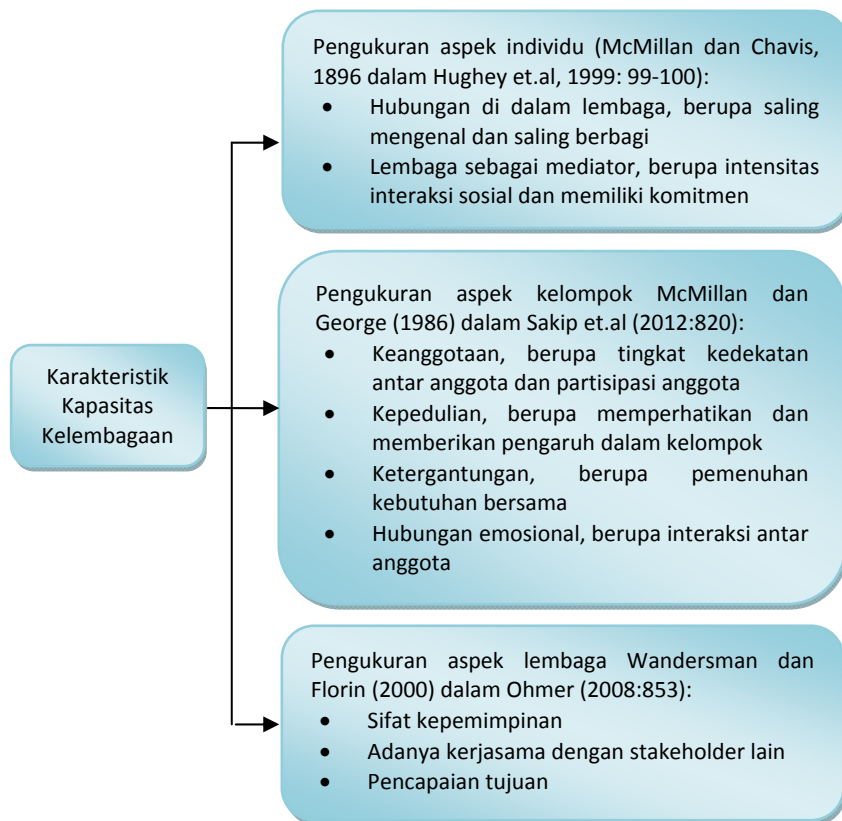 Pengukuran aspek individu (McMillan dan Chavis,
1896 dalam Hughey et.al, 1999: 99-100):
• Hubungan di dalam lembaga, berupa saling
mengenal dan saling berbagi
• Lembaga sebagai mediator, berupa intensitas
interaksi sosial dan memiliki komitmen
Karakteristik
Kapasitas
Kelembagaan
Pengukuran aspek kelompok McMillan dan
George (1986) dalam Sakip et.al (2012:820):
• Keanggotaan, berupa tingkat kedekatan
antar anggota dan partisipasi anggota
• Kepedulian, berupa memperhatikan dan
memberikan pengaruh dalam kelompok
• Ketergantungan, berupa pemenuhan
kebutuhan bersama
• Hubungan emosional, berupa interaksi antar
anggota
Pengukuran aspek lembaga Wandersman dan
Florin (2000) dalam Ohmer (2008:853):
• Sifat kepemimpinan
• Adanya kerjasama dengan stakeholder lain
• Pencapaian tujuan